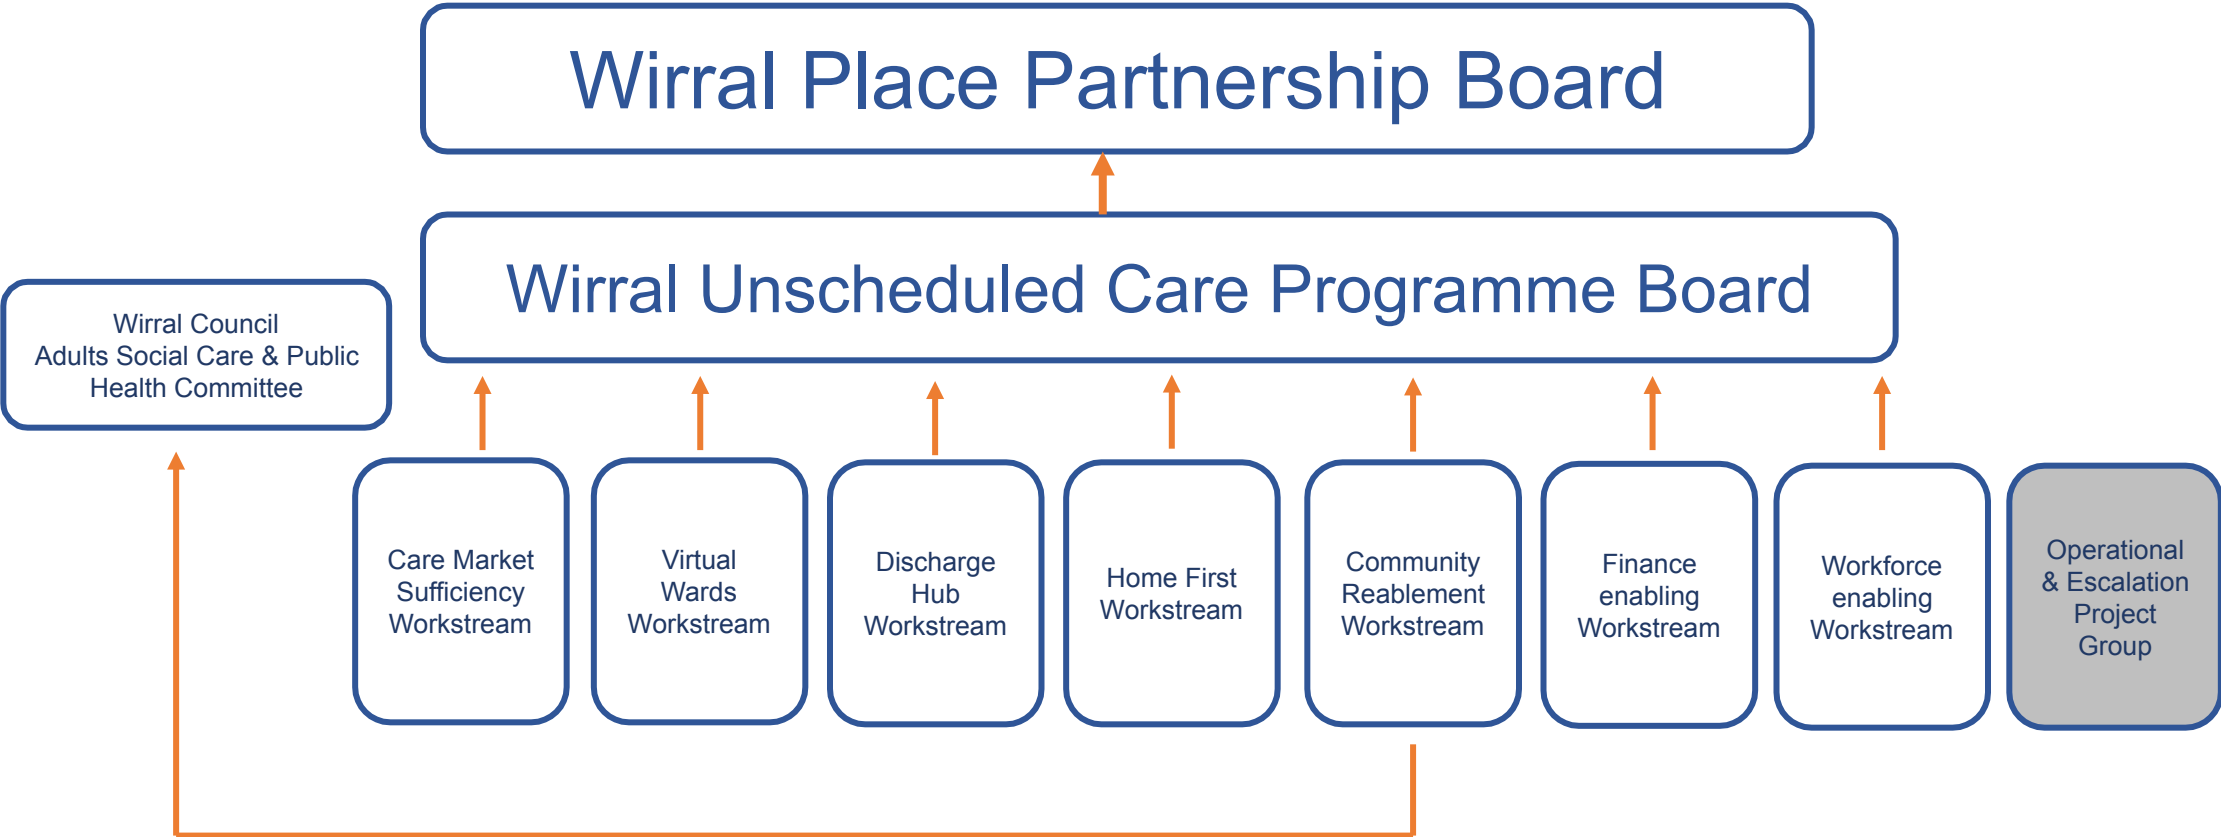 Wirral Place Partnership Board
Wirral Unscheduled Care Programme Board
Wirral Council
Adults Social Care & Public
Health Committee
Care Market
Sufficiency
Workstream
Virtual
Wards
Workstream
Discharge
Hub
Workstream
Home First
Workstream
Community
Reablement
Workstream
Finance
enabling
Workstream
Workforce
enabling
Workstream
Operational
& Escalation
Project
Group